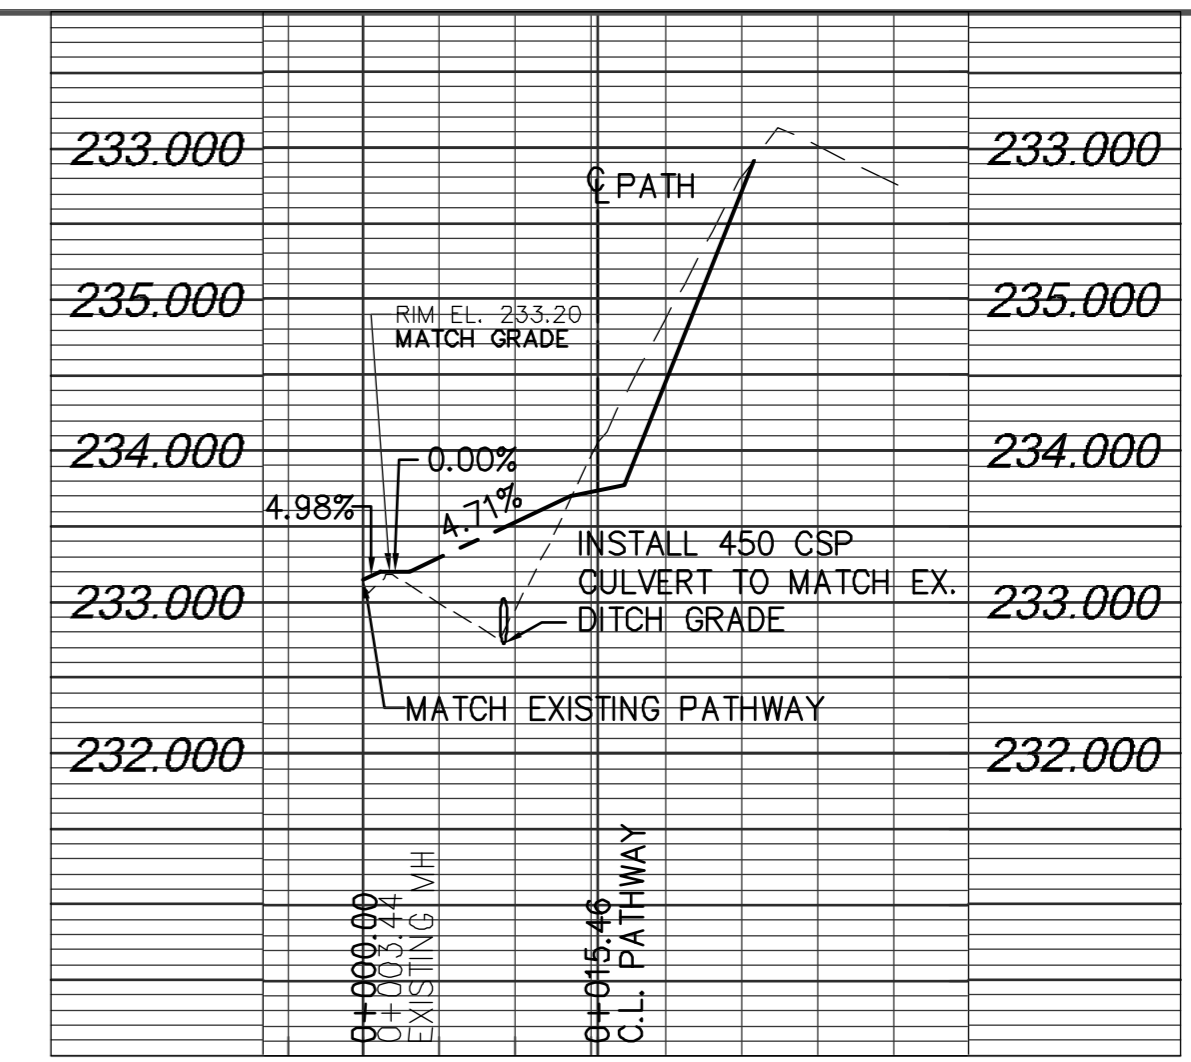 233.000 233.000
℄ PATH
235.000 235.000
RIM EL. 233.20
MATCH GRADE
234.000 234.000
0.00%
4.98%
4.71%
INSTALL 450 CSP
CULVERT TO MATCH EX.
DITCH GRADE
233.000 233.000
MATCH EXISTING PATHWAY
232.000 232.000
0+000.00
0+003.44
EXISTING MH
0+015.46
C.L. PATHWAY